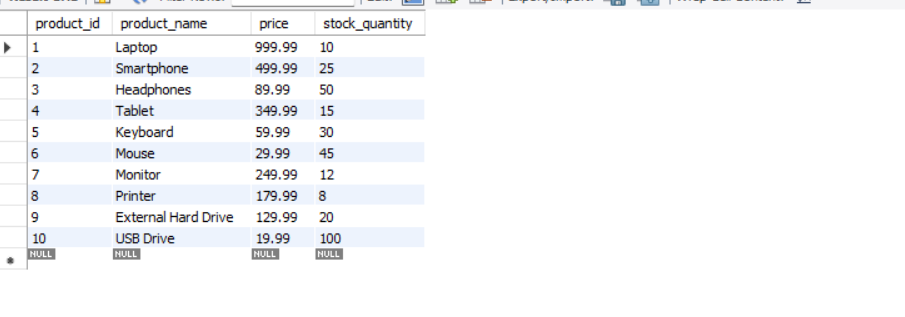 product_id product_name price stock_quantity
1 Laptop 999.99 10
2 Smartphone 499.99 25
3 Headphones 89.99 50
4 Tablet 349.99 15
5 Keyboard 59.99 30
6 Mouse 29.99 45
7 Monitor 249.99 12
8 Printer 179.99 8
9 External Hard Drive 129.99 20
10 USB Drive 19.99 100
NULL NULL NULL NULL